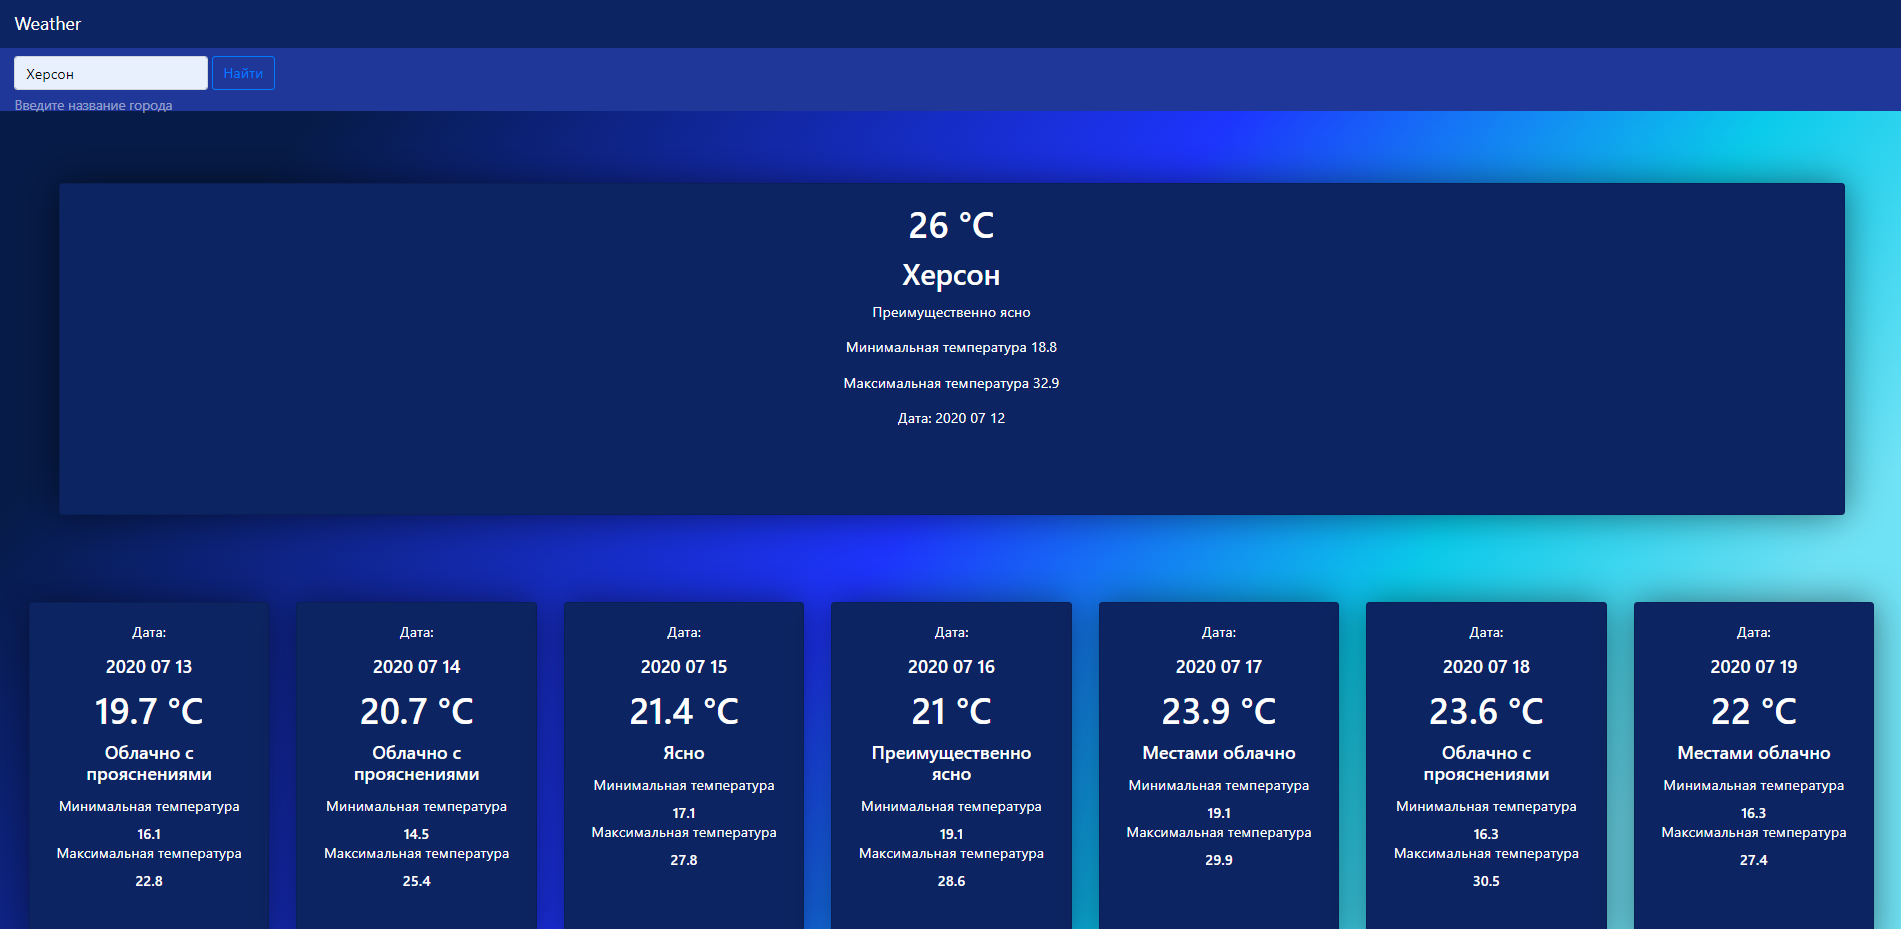 Weather
Херсон
Найти
Введите название города
26 °C
Херсон
Преимущественно ясно
Минимальная температура 18.8
Максимальная температура 32.9
Дата: 2020 07 12
Дата:
2020 07 13
19.7 °C
Облачно с
прояснениями
Минимальная температура
16.1
Максимальная температура
22.8
Дата:
2020 07 14
20.7 °C
Облачно с
прояснениями
Минимальная температура
14.5
Максимальная температура
25.4
Дата:
2020 07 15
21.4 °C
Ясно
Минимальная температура
17.1
Максимальная температура
27.8
Дата:
2020 07 16
21 °C
Преимущественно
ясно
Минимальная температура
19.1
Максимальная температура
28.6
Дата:
2020 07 17
23.9 °C
Местами облачно
Минимальная температура
19.1
Максимальная температура
29.9
Дата:
2020 07 18
23.6 °C
Облачно с
прояснениями
Минимальная температура
16.3
Максимальная температура
30.5
Дата:
2020 07 19
22 °C
Местами облачно
Минимальная температура
16.3
Максимальная температура
27.4